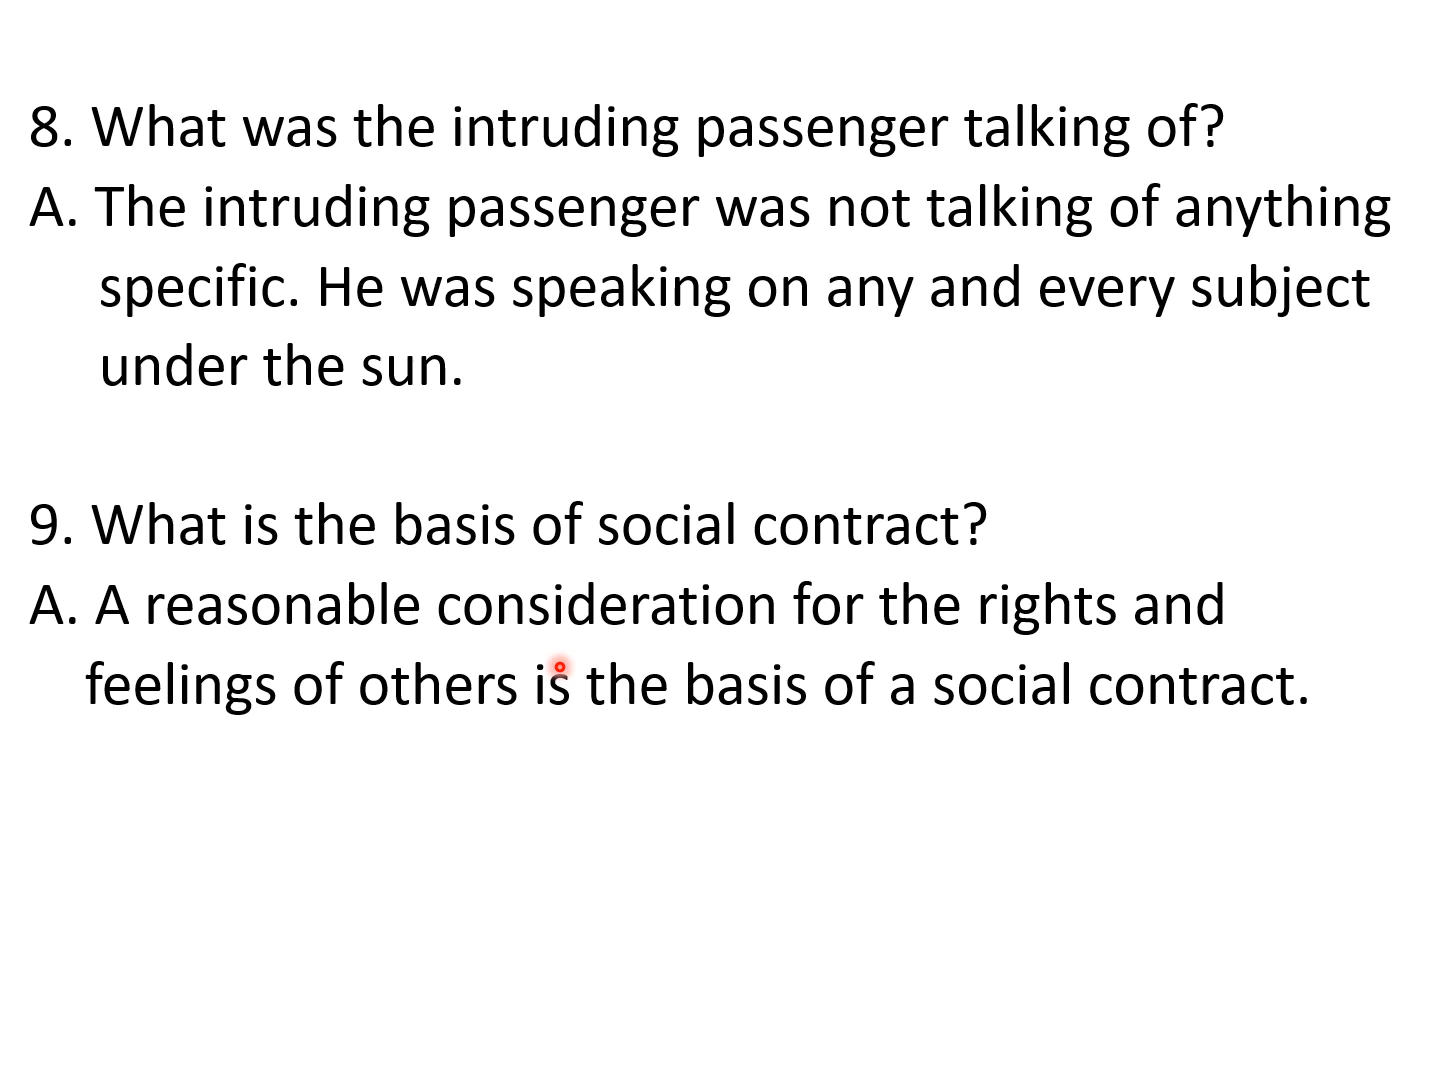 8. What was the intruding passenger talking of?
A. The intruding passenger was not talking of anything
specific. He was speaking on any and every subject
under the sun.
9. What is the basis of social contract?
A. A reasonable consideration for the rights and
feelings of others is the basis of a social contract.